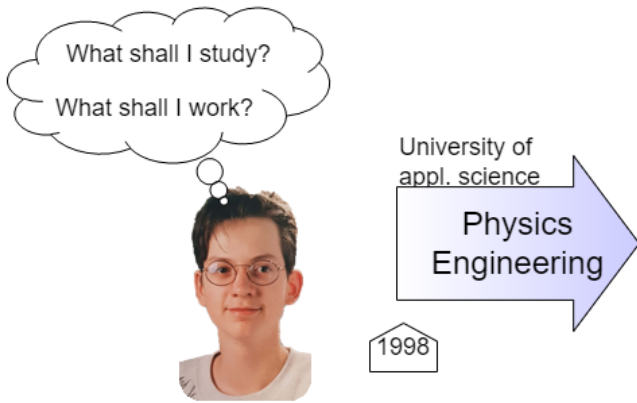 What shall I study?
What shall I work?
University of
appl. science
Physics
Engineering
1998